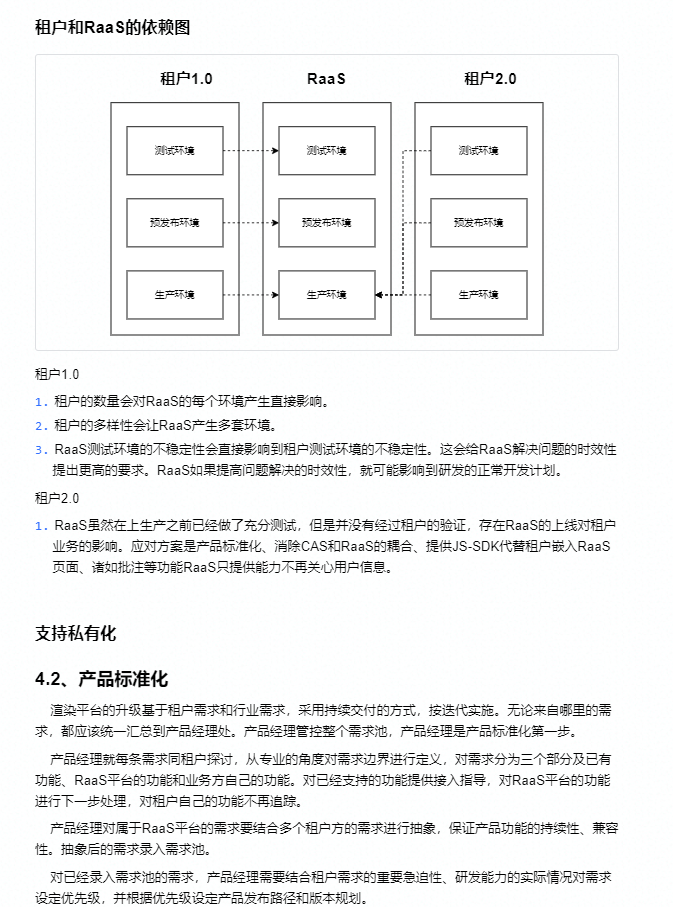 租户和RaaS的依赖图
租户1.0
RaaS
租户2.0
测试环境
测试环境
测试环境
预发布环境
预发布环境
预发布环境
生产环境
生产环境
生产环境
租户1.0
1. 租户的数量会对RaaS的每个环境产生直接影响。
2. 租户的多样性会让RaaS产生多套环境。
3. RaaS测试环境的不稳定性会直接影响到租户测试环境的不稳定性。这会给RaaS解决问题的时效性
提出更高的要求。RaaS如果提高问题解决的时效性，就可能影响到研发的正常开发计划。
租户2.0
1. RaaS虽然在上生产之前已经做了充分测试，但是并没有经过租户的验证，存在RaaS的上线对租户
业务的影响。应对方案是产品标准化、消除CAS和RaaS的耦合、提供JS-SDK代替租户嵌入RaaS
页面、诸如批注等功能RaaS只提供能力不再关心用户信息。
支持私有化
4.2、产品标准化
渲染平台的升级基于租户需求和行业需求，采用持续交付的方式，按迭代实施。无论来自哪里的需
求，都应该统一汇总到产品经理处。产品经理管控整个需求池，产品经理是产品标准化第一步。
产品经理就每条需求同租户探讨，从专业的角度对需求边界进行定义，对需求分为三个部分及已有
功能、RaaS平台的功能和业务方自己的功能。对已经支持的功能提供接入指导，对RaaS平台的功能
进行下一步处理，对租户自己的功能不再追踪。
产品经理对属于RaaS平台的需求要结合多个租户方的需求进行抽象，保证产品功能的持续性、兼容
性。抽象后的需求录入需求池。
对已经录入需求池的需求，产品经理需要结合租户需求的重要急迫性、研发能力的实际情况对需求
设定优先级，并根据优先级设定产品发布路径和版本规划。